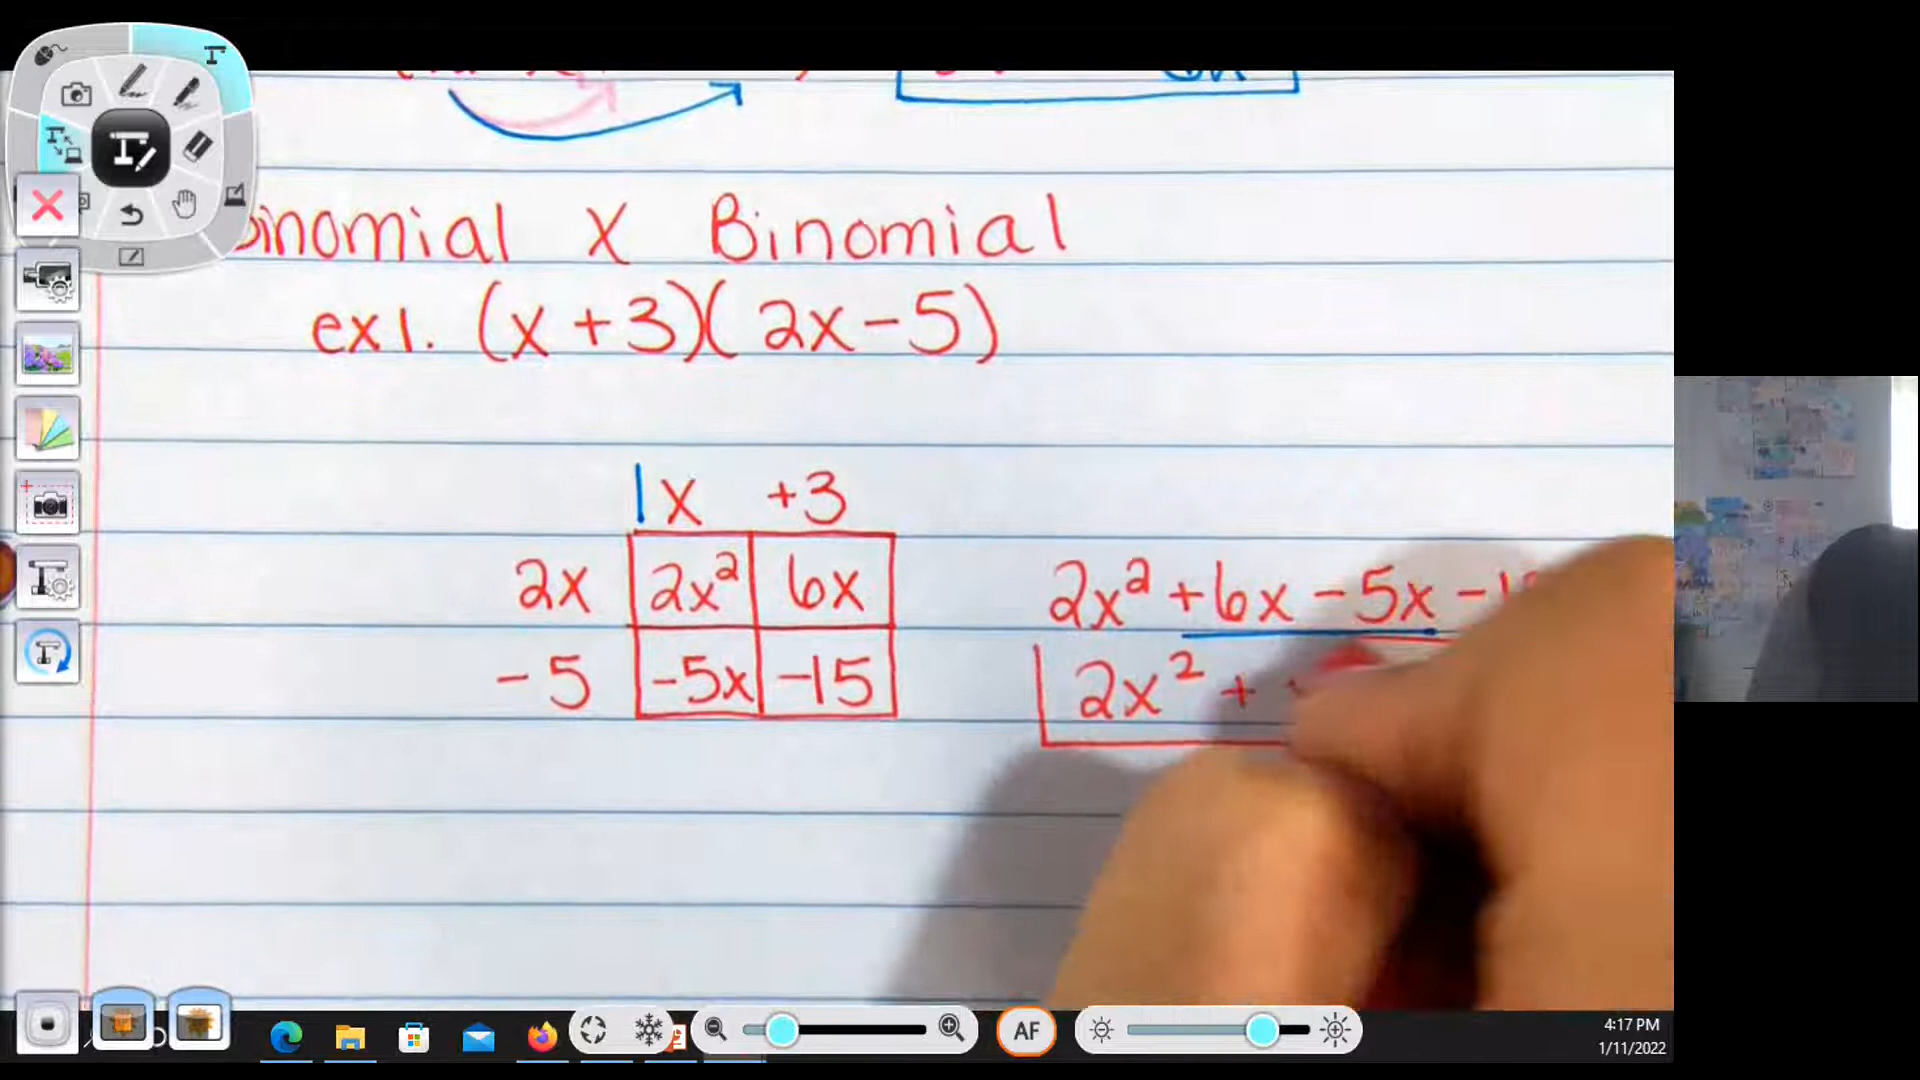 Binomial X Binomial
ex1. (x+3)(2x-5)
1x +3
2x 2x² 6x
-5 -5x -15
2x² +6x -5x
2x² +
AF
4:17 PM
1/11/2022